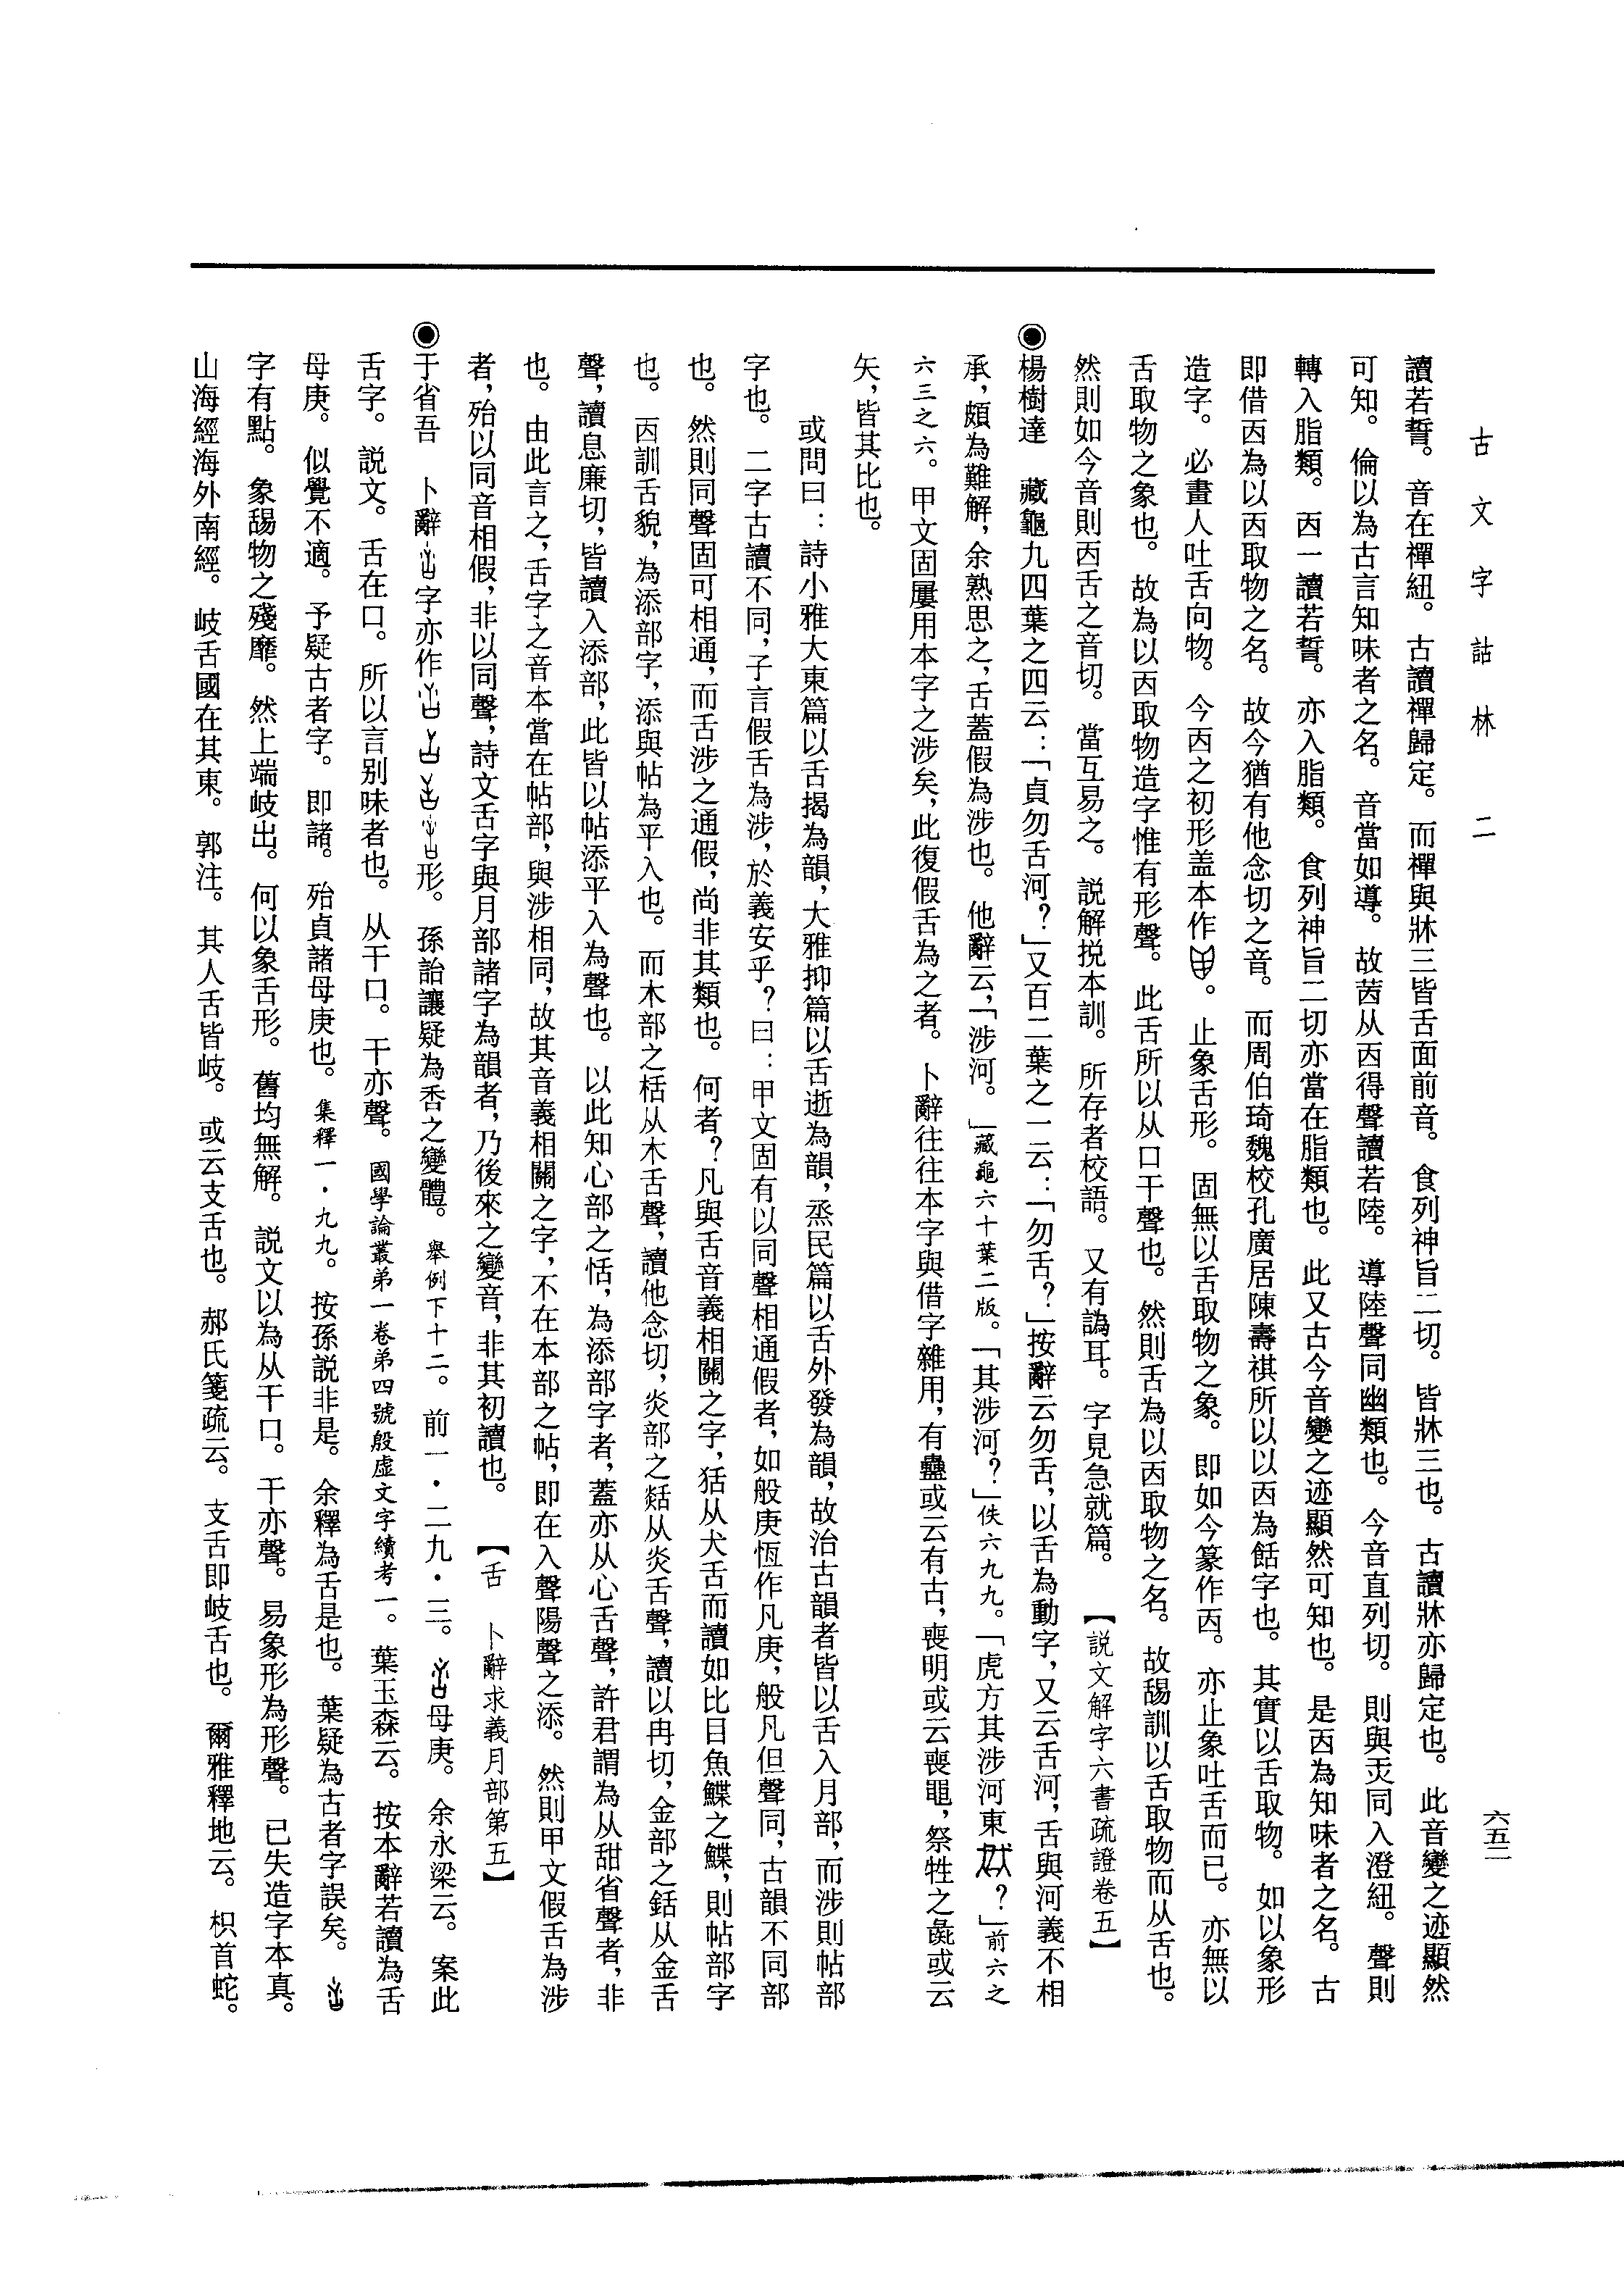 古文字詁林　二
六五二
讀若誓。音在禪紐。古讀禪歸定。而禪與牀三皆舌面前音。食列神旨二切。皆牀三也。古讀牀亦歸定也。此音變之迹顯然
可知。倫以為古言知味者之名。音當如導。故茵从㐁得聲讀若陸。導陸聲同幽類也。今音直列切。則與㐁同入澄紐。聲則
轉入脂類。㐁一讀若誓。亦入脂類。食列神旨二切亦當在脂類也。此又古今音變之迹顯然可知也。是㐁為知味者之名。古
即借㐁為以㐁取物之名。故今猶有他念切之音。而周伯琦魏校孔廣居陳壽祺所以以㐁為餂字也。其實以舌取物。如以象形
造字。必畫人吐舌向物。今㐁之初形盖本作。止象舌形。固無以舌取物之象。即如今篆作㐁。亦止象吐舌而已。亦無以
舌取物之象也。故為以㐁取物造字惟有形聲。此舌所以从口干聲也。然則舌為以㐁取物之名。故舓訓以舌取物而从舌也。
然則如今音則㐁舌之音切。當互易之。説解挩本訓。所存者校語。又有譌耳。字見急就篇。【説文解字六書疏證卷五】
◉楊樹達　藏龜九四葉之四云：「貞勿舌河？」又百二葉之一云：「勿舌？」按辭云勿舌，以舌為動字，又云舌河，舌與河義不相
承，頗為難解，余熟思之，舌蓋假為涉也。他辭云，「涉河。」藏龜六十葉二版。「其涉河？」佚六九九。「虎方其涉河東？」前六之
六三之六。甲文固屢用本字之涉矣，此復假舌為之者。卜辭往往本字與借字雜用，有蠱或云有古，喪明或云喪黽，祭牲之彘或云
矢，皆其比也。
或問曰：詩小雅大東篇以舌揭為韻，大雅抑篇以舌逝為韻，烝民篇以舌外發為韻，故治古韻者皆以舌入月部，而涉則帖部
字也。二字古讀不同，子言假舌為涉，於義安乎？曰：甲文固有以同聲相通假者，如般庚恆作凡庚，般凡但聲同，古韻不同部
也。然則同聲固可相通，而舌涉之通假，尚非其類也。何者？凡與舌音義相關之字，狧从犬舌而讀如比目魚鰈之鰈，則帖部字
也。㐁訓舌貌，為添部字，添與帖為平入也。而木部之栝从木舌聲，讀他念切，炎部之舕从炎舌聲，讀以冉切，金部之銛从金舌
聲，讀息廉切，皆讀入添部，此皆以帖添平入為聲也。以此知心部之恬，為添部字者，蓋亦从心舌聲，許君謂為从甜省聲者，非
也。由此言之，舌字之音本當在帖部，與涉相同，故其音義相關之字，不在本部之帖，即在入聲陽聲之添。然則甲文假舌為涉
者，殆以同音相假，非以同聲，詩文舌字與月部諸字為韻者，乃後來之變音，非其初讀也。【舌　卜辭求義月部第五】
◉于省吾　卜辭字亦作形。孫詒讓疑為㖄之變體。舉例下十二。前一·二九·三。母庚。余永梁云。案此
舌字。説文。舌在口。所以言别味者也。从干口。干亦聲。國學論叢弟一卷弟四號殷虛文字續考一。葉玉森云。按本辭若讀為舌
母庚。似覺不適。予疑古者字。即諸。殆貞諸母庚也。集釋一·九九。按孫説非是。余釋為舌是也。葉疑為古者字誤矣。
字有點。象舓物之殘靡。然上端岐出。何以象舌形。舊均無解。説文以為从干口。干亦聲。易象形為形聲。已失造字本真。
山海經海外南經。岐舌國在其東。郭注。其人舌皆岐。或云支舌也。郝氏箋疏云。支舌即岐舌也。爾雅釋地云。枳首蛇。